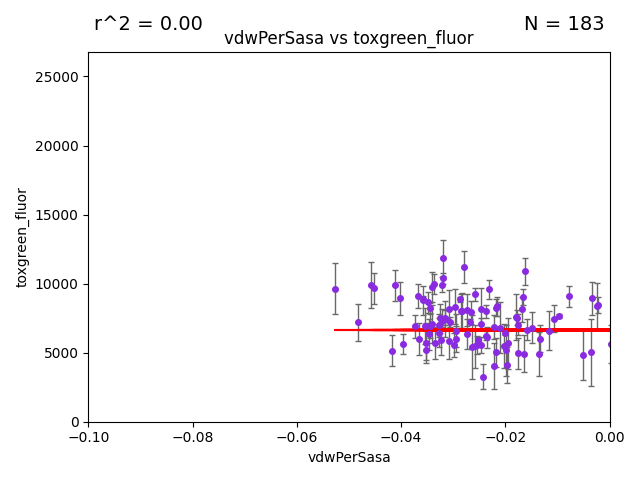 r^2 = 0.00
N = 183
vdwPerSasa vs toxgreen_fluor
25000
20000
15000
10000
5000
0
toxgreen_fluor
−0.10
−0.08
−0.06
−0.04
−0.02
0.00
vdwPerSasa